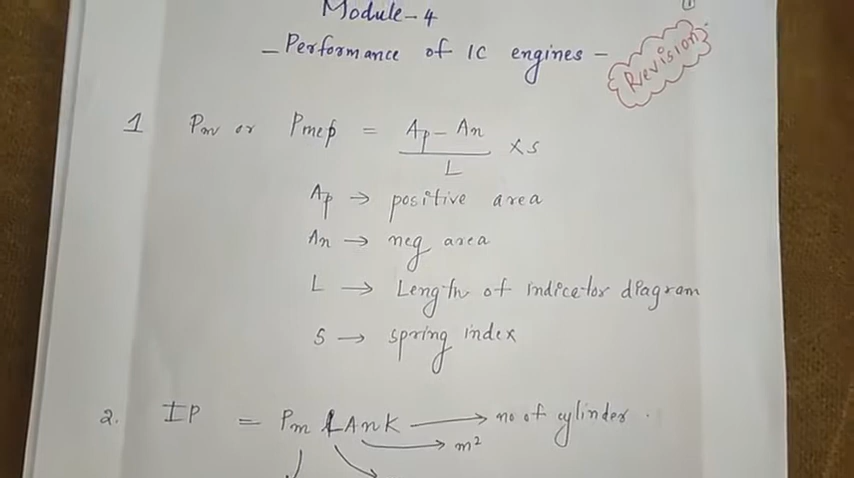 Module-4
- Performance of IC engines -
Revision
1 Pm or Pmep = Ap - An / L × S
Ap → positive area
An → neg area
L → Length of indicator diagram
S → spring index
2. IP = Pm LAnK → no of cylinder.
→ m²